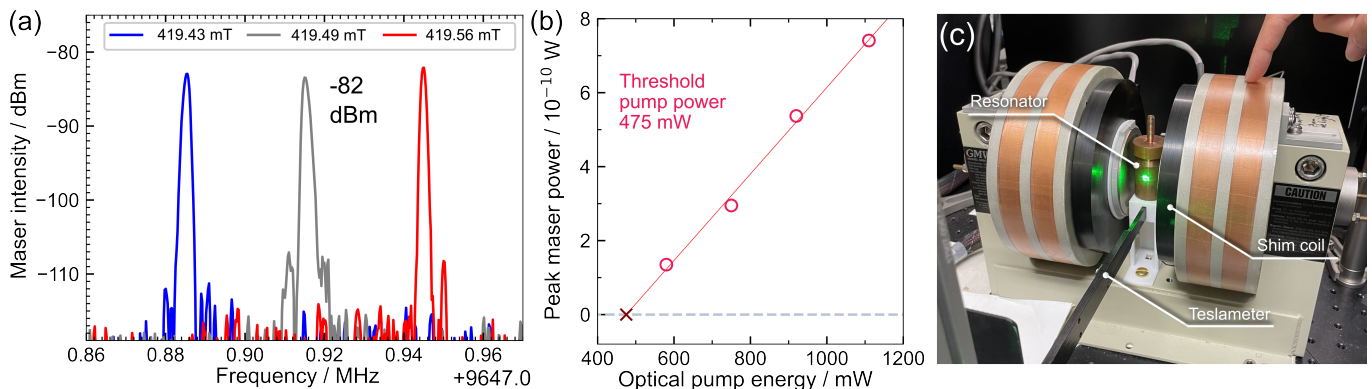 (a)
419.43 mT 419.49 mT 419.56 mT
-82
dBm
Maser intensity / dBm
−80
−90
−100
−110
0.86 0.88 0.90 0.92 0.94 0.96
Frequency / MHz
+9647.0
(b)
Threshold
pump power
475 mW
Peak maser power / 10⁻¹⁰ W
8
6
4
2
0
400 600 800 1000 1200
Optical pump energy / mW
(c)
Resonator
GMW
CAUTION
Shim coil
Teslameter